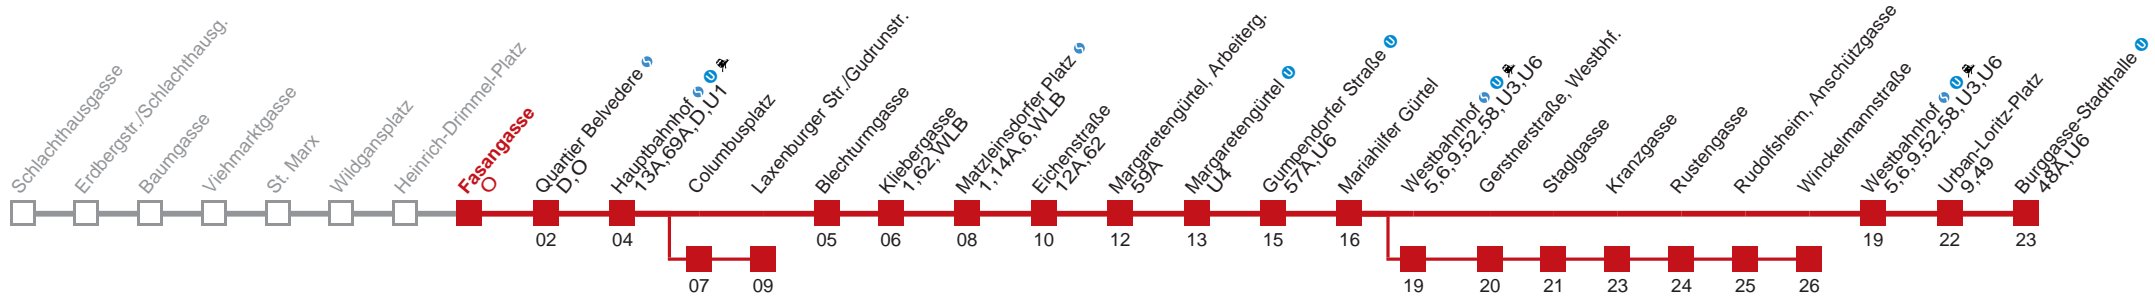 Schlachthausgasse
Erdbergstr./Schlachthausg.
Baumgasse
Viehmarktgasse
St. Marx
Wildgansplatz
Heinrich-Drimmel-Platz
Fasangasse
O
Quartier Belvedere S
D,O
02
Hauptbahnhof S U
13A,69A,D,U1
04
Columbusplatz
07
Laxenburger Str./Gudrunstr.
09
Blechturmgasse
05
Kliebergasse
1,62,WLB
06
Matzleinsdorfer Platz S
1,14A,6,WLB
08
Eichenstraße
12A,62
10
Margaretengürtel, Arbeiterg.
59A
12
Margaretengürtel U
U4
13
Gumpendorfer Straße U
57A,U6
15
Mariahilfer Gürtel
16
Westbahnhof S U
5,6,9,52,58,U3,U6
19
Gerstnerstraße, Westbhf.
20
Staglgasse
21
Kranzgasse
23
Rustengasse
24
Rudolfsheim, Anschützgasse
25
Winckelmannstraße
26
Westbahnhof S U
5,6,9,52,58,U3,U6
19
Urban-Loritz-Platz
9,49
22
Burggasse-Stadthalle U
48A,U6
23